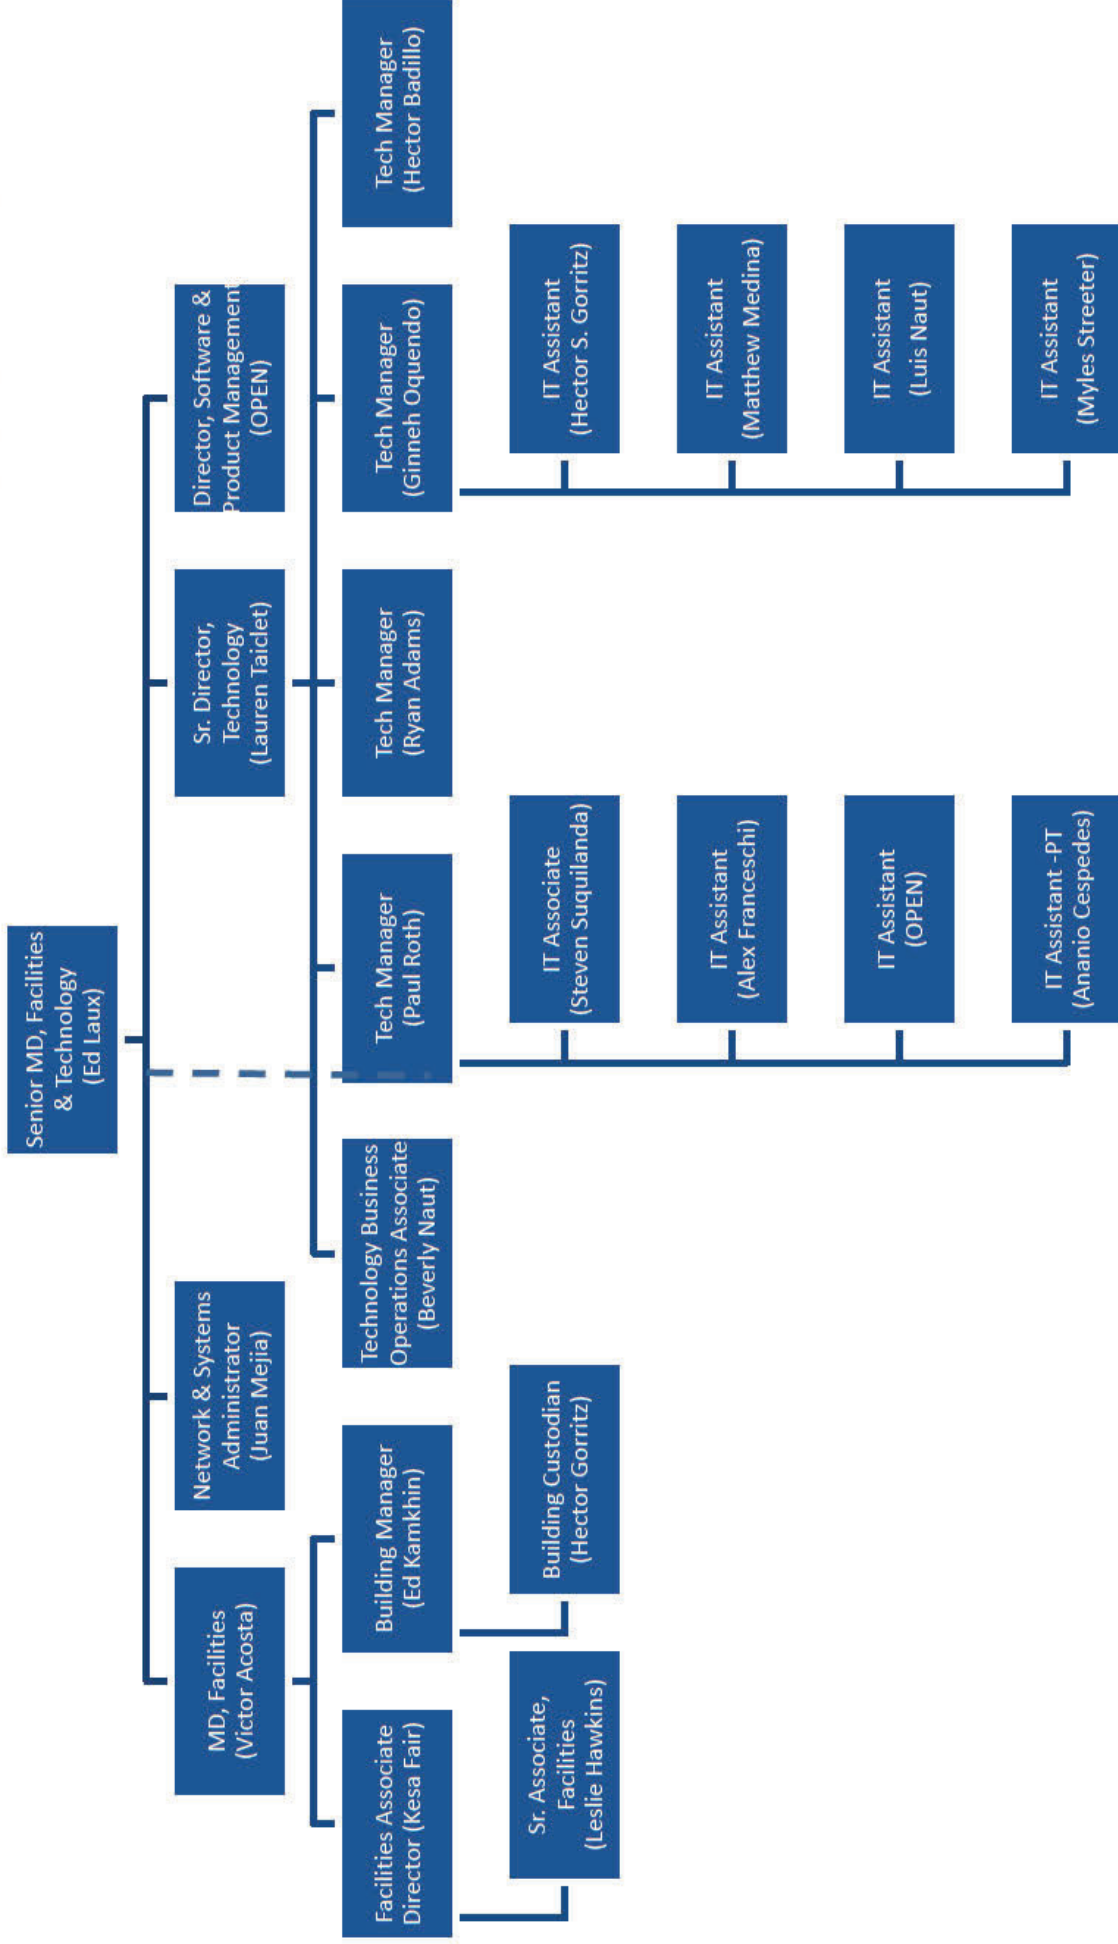 Senior MD, Facilities
& Technology
(Ed Laux)
MD, Facilities
(Victor Acosta)
Network & Systems
Administrator
(Juan Mejia)
Sr. Director,
Technology
(Lauren Taiclet)
Director, Software &
Product Management
(OPEN)
Facilities Associate
Director (Kesa Fair)
Building Manager
(Ed Kamkhin)
Technology Business
Operations Associate
(Beverly Naut)
Tech Manager
(Paul Roth)
Tech Manager
(Ryan Adams)
Tech Manager
(Ginneh Oquendo)
Tech Manager
(Hector Badillo)
Sr. Associate,
Facilities
(Leslie Hawkins)
Building Custodian
(Hector Gorritz)
IT Associate
(Steven Suquilanda)
IT Assistant
(Alex Franceschi)
IT Assistant
(OPEN)
IT Assistant -PT
(Ananio Cespedes)
IT Assistant
(Hector S. Gorritz)
IT Assistant
(Matthew Medina)
IT Assistant
(Luis Naut)
IT Assistant
(Myles Streeter)